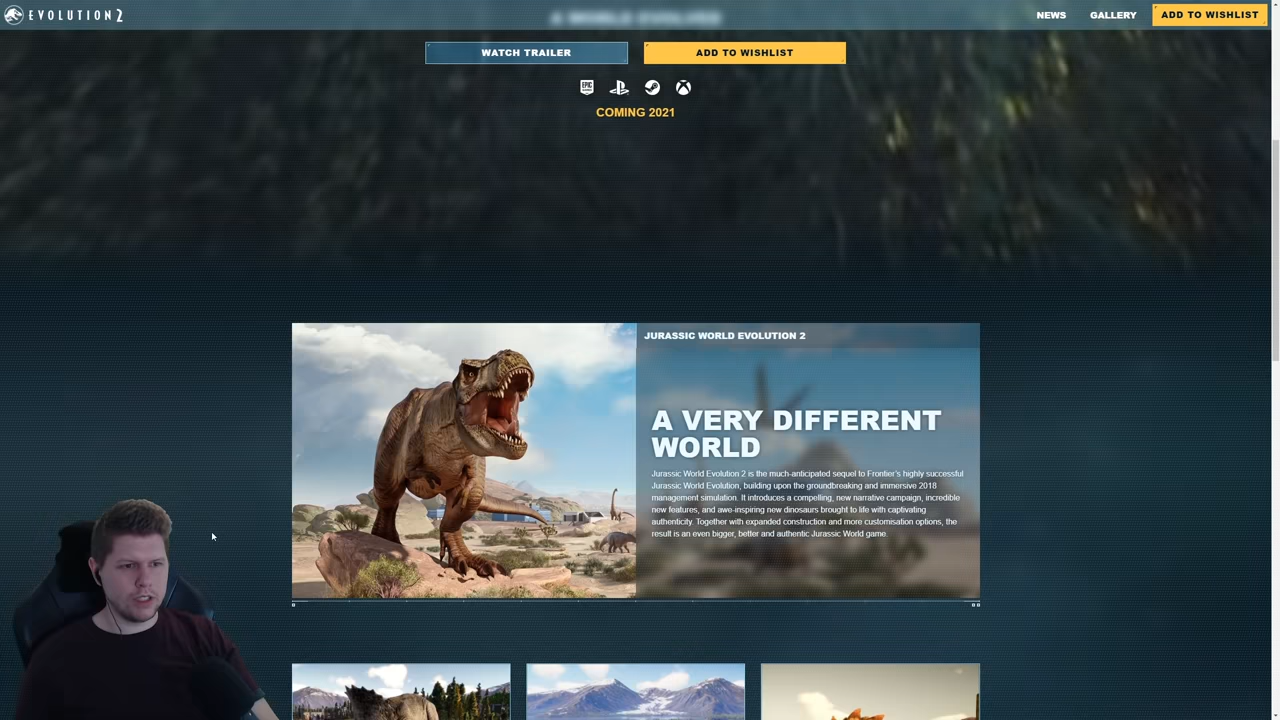 EVOLUTION 2
A WORLD EVOLVED
NEWS
GALLERY
ADD TO WISHLIST
WATCH TRAILER
ADD TO WISHLIST
EPIC
COMING 2021
JURASSIC WORLD EVOLUTION 2
A VERY DIFFERENT
WORLD
Jurassic World Evolution 2 is the much-anticipated sequel to Frontier's highly successful
Jurassic World Evolution, building upon the groundbreaking and immersive 2018
management simulation. It introduces a compelling, new narrative campaign, incredible
new features, and awe-inspiring new dinosaurs brought to life with captivating
authenticity. Together with expanded construction and more customisation options, the
result is an even bigger, better and authentic Jurassic World game.